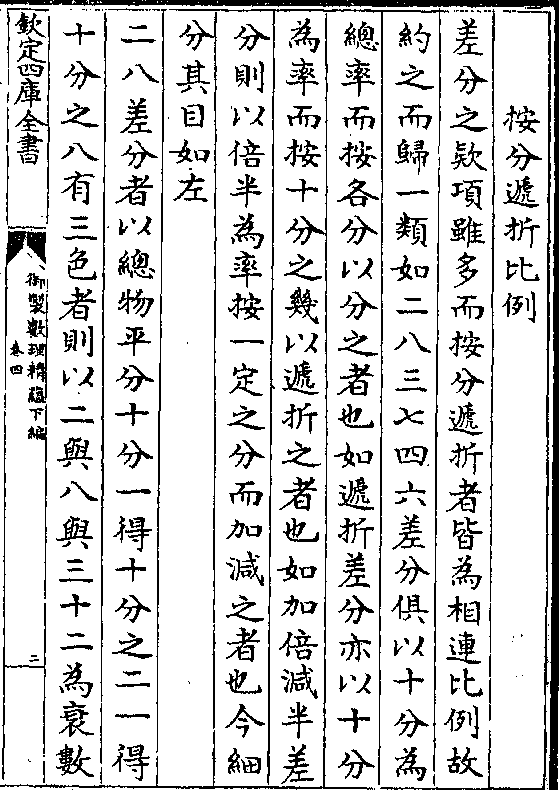 按分遞折比例
差分之欵項雖多而按分遞折者皆為相連比例故
約之而歸一類如二八三七四六差分俱以十分為
總率而按各分以分之者也如遞折差分亦以十分
為率而按十分之幾以遞折之者也如加倍減半差
分則以倍半為率按一定之分而加減之者也今細
分其目如左
二八差分者以總物平分十分一得十分之二一得
十分之八有三色者則以二與八與三十二為衰數
欽定四庫全書
御製數理精蘊下編
卷四
三